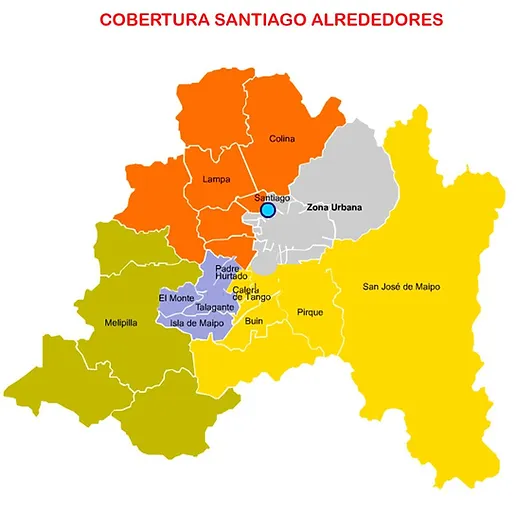 COBERTURA SANTIAGO ALREDEDORES
Colina
Lampa
Santiago
Zona Urbana
Padre
Hurtado
San José de Maipo
Calera
de Tango
El Monte
Talagante
Pirque
Melipilla
Isla de Maipo
Buin